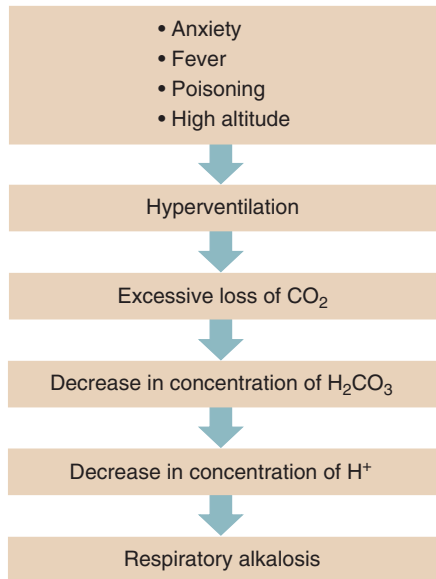 • Anxiety
• Fever
• Poisoning
• High altitude
Hyperventilation
Excessive loss of CO₂
Decrease in concentration of H₂CO₃
Decrease in concentration of H⁺
Respiratory alkalosis